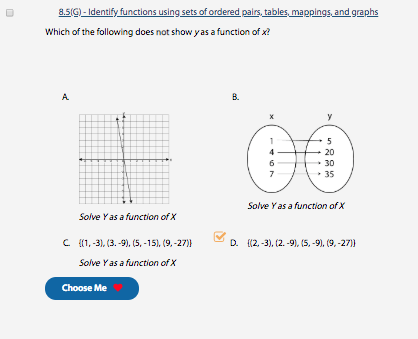 8.5(G) - Identify functions using sets of ordered pairs, tables, mappings, and graphs
Which of the following does not show y as a function of x?
A.
B.
x y
1 5
4 20
6 30
7 35
Solve Y as a function of X
Solve Y as a function of X
C. {(1, -3), (3. -9), (5, -15), (9, -27)}
D. {(2, -3), (2. -9), (5, -9), (9, -27)}
Solve Y as a function of X
Choose Me